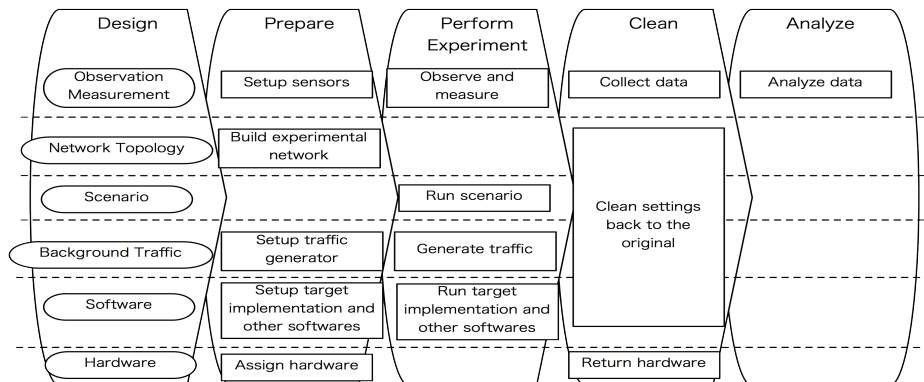 Design
Prepare
Perform
Experiment
Clean
Analyze
Observation
Measurement
Setup sensors
Observe and
measure
Collect data
Analyze data
Network Topology
Build experimental
network
Scenario
Run scenario
Clean settings
back to the
original
Background Traffic
Setup traffic
generator
Generate traffic
Software
Setup target
implementation and
other softwares
Run target
implementation and
other softwares
Hardware
Assign hardware
Return hardware